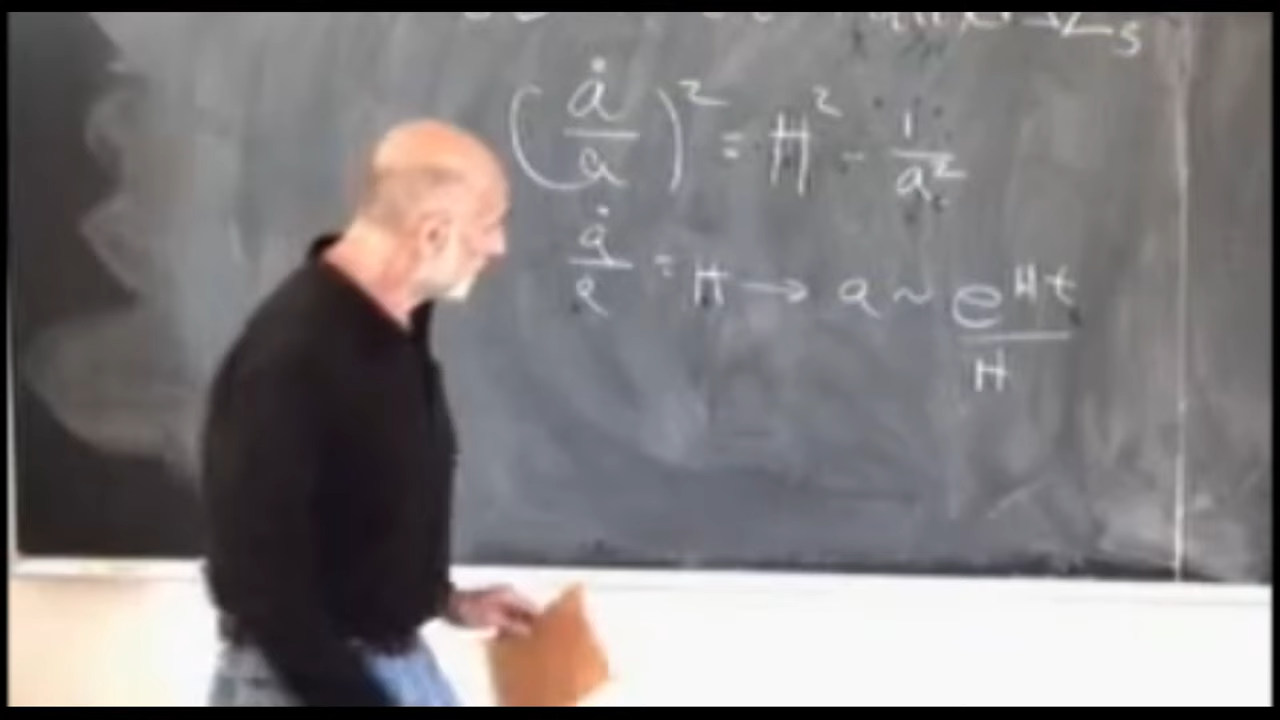 (ȧ/a)² = H² - 1/a²
ȧ/a = H → a ~ e^{Ht}/H